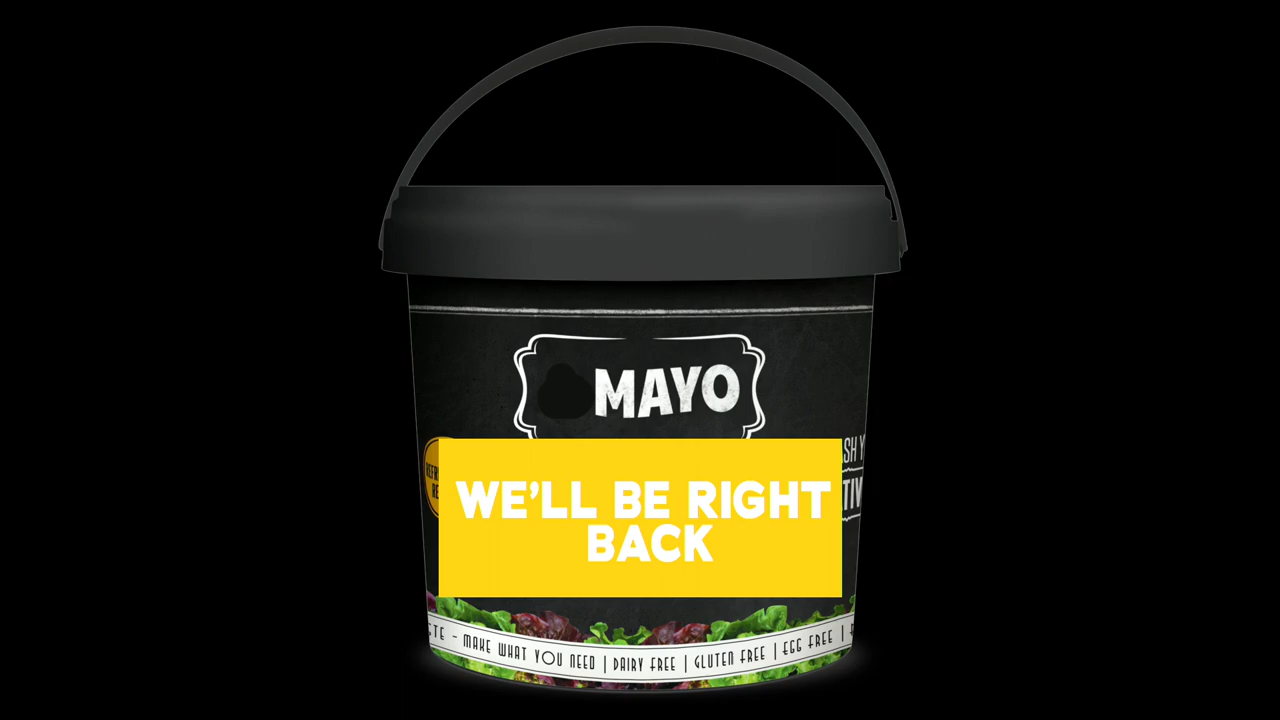 MAYO
WE'LL BE RIGHT
BACK
MAKE WHAT YOU NEED | DAIRY FREE | GLUTEN FREE | EGG FREE |